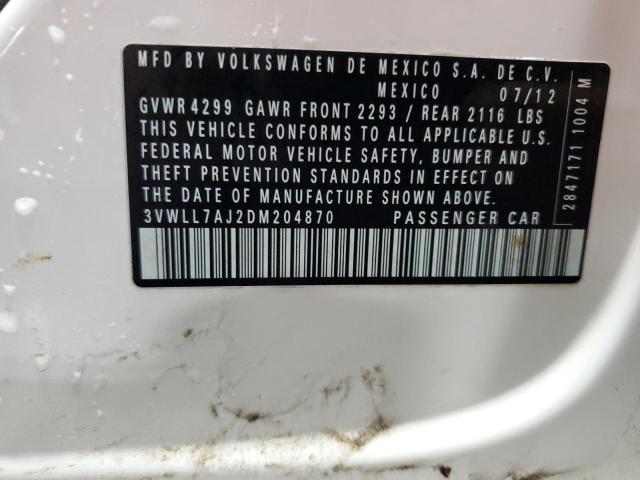 MFD BY VOLKSWAGEN DE MEXICO S.A. DE C.V.
MEXICO 07/12
GVWR 4299 GAWR FRONT 2293 / REAR 2116 LBS
THIS VEHICLE CONFORMS TO ALL APPLICABLE U.S.
FEDERAL MOTOR VEHICLE SAFETY, BUMPER AND
THEFT PREVENTION STANDARDS IN EFFECT ON
THE DATE OF MANUFACTURE SHOWN ABOVE.
3VWLL7AJ2DM204870 PASSENGER CAR
28471711004 M